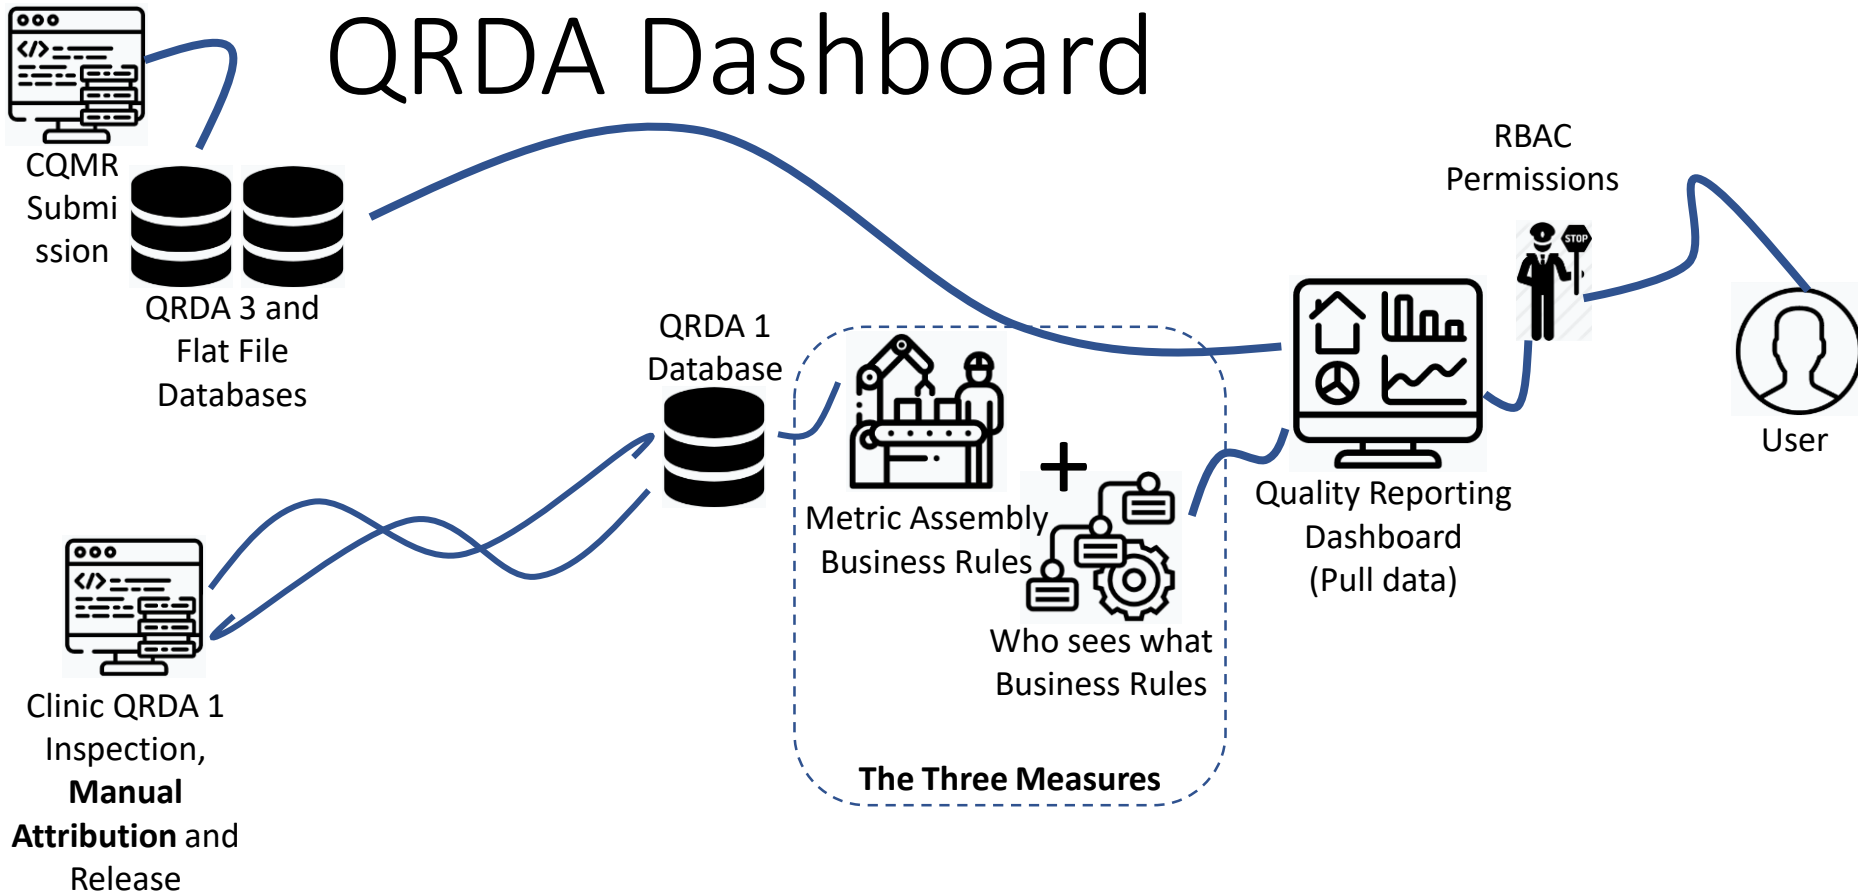 QRDA Dashboard
</>
CQMR
Submi
ssion
QRDA 3 and
Flat File
Databases
RBAC
Permissions
STOP
User
QRDA 1
Database
Metric Assembly
Business Rules
+
Who sees what
Business Rules
The Three Measures
Quality Reporting
Dashboard
(Pull data)
</>
Clinic QRDA 1
Inspection,
Manual
Attribution and
Release